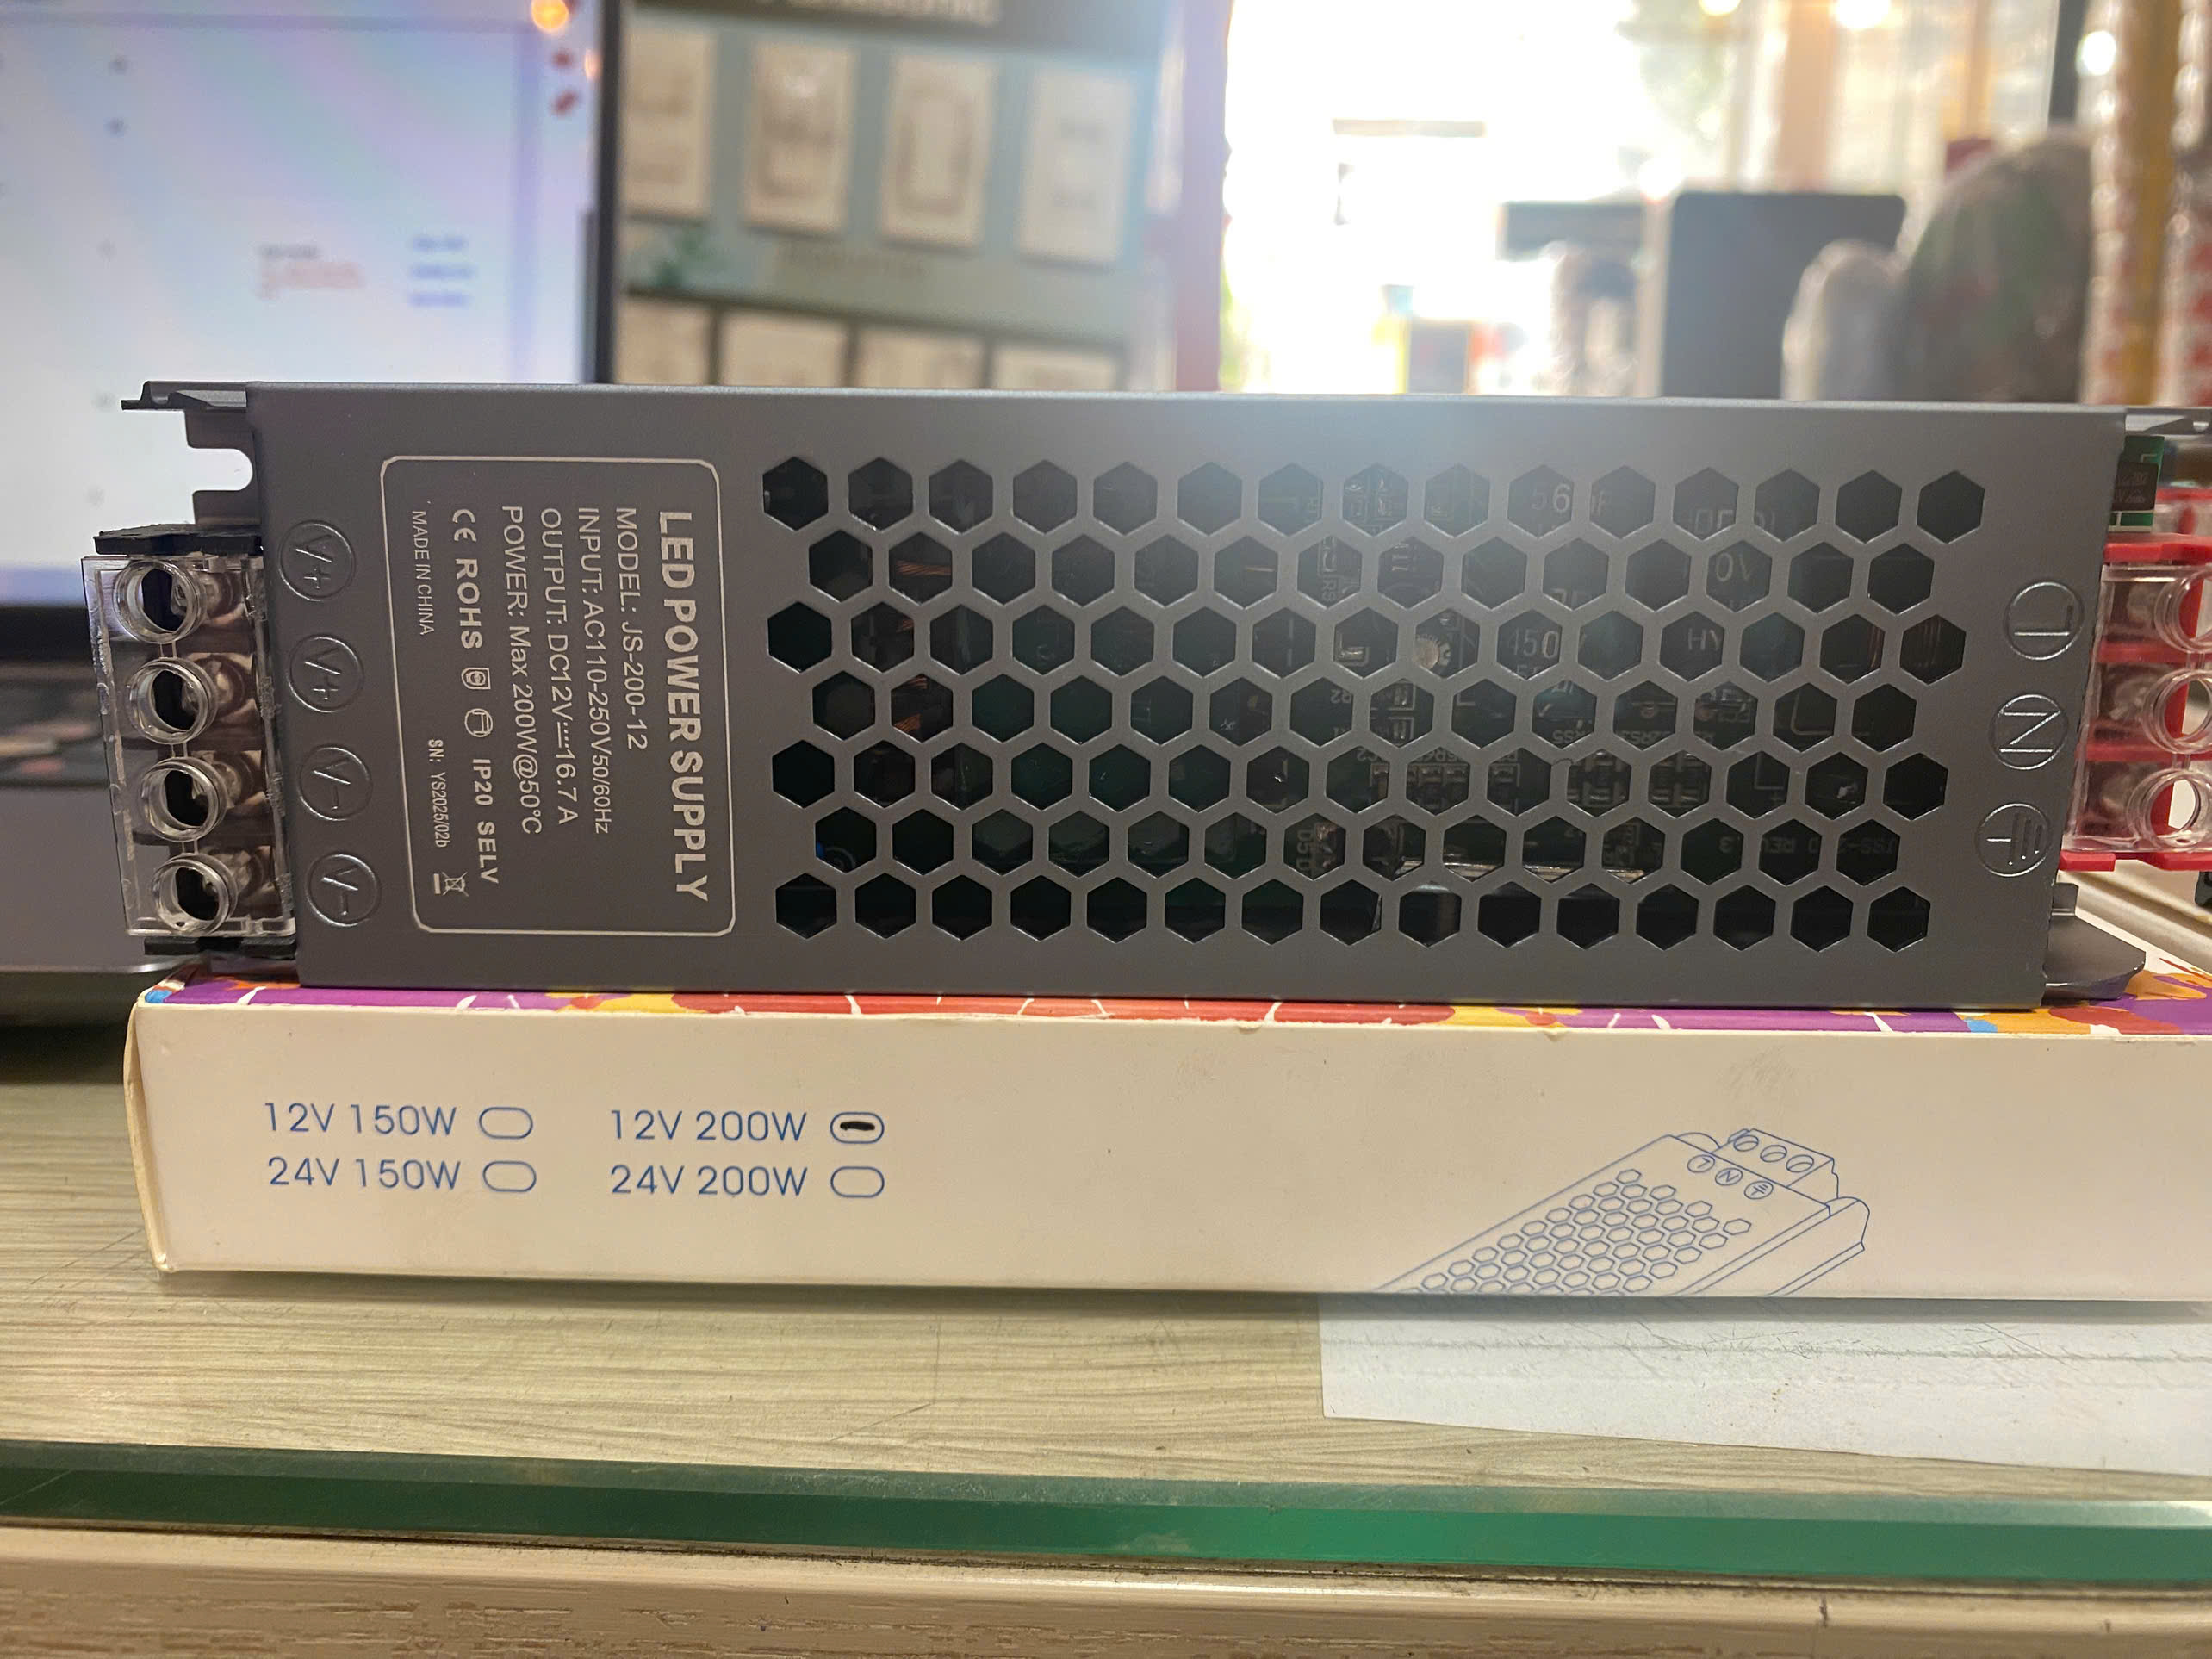 LED POWER SUPPLY
MODEL: JS-200-12
INPUT: AC110-250V50/60Hz
OUTPUT: DC12V⎓16.7A
POWER: Max 200W@50°C
CE ROHS IP20 SELV
MADE IN CHINA SN: YS2025/02b
V+
V+
V-
V-
L
N
12V 150W 12V 200W
24V 150W 24V 200W
L N